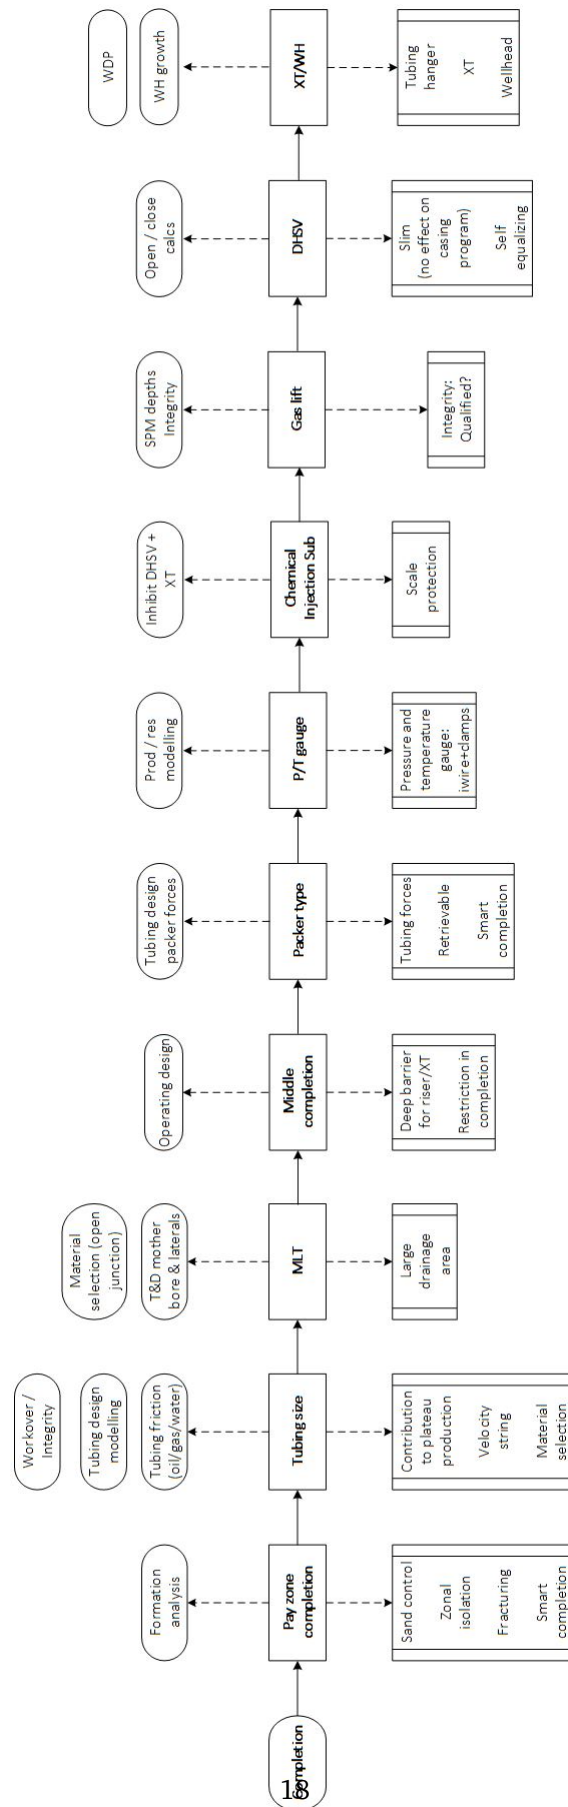 Completion
18
Formation
analysis
Pay zone
completion
Sand control
Zonal
isolation
Fracturing
Smart
completion
Workover /
Integrity
Tubing design
modelling
Tubing friction
(oil/gas/water)
Tubing size
Contribution
to plateau
production
Velocity
string
Material
selection
Material
selection (open
junction)
T&D mother
bore & laterals
MLT
Large
drainage
area
Operating design
Middle
completion
Deep barrier
for riser/XT
Restriction in
completion
Tubing design
packer forces
Packer type
Tubing forces
Retrievable
Smart
completion
Prod / res
modelling
P/T gauge
Pressure and
temperature
gauge:
iwire+clamps
Inhibit DHSV +
XT
Chemical
Injection Sub
Scale
protection
SPM depths
Integrity
Gas lift
Integrity:
Qualified?
Open / close
calcs
DHSV
Slim
(no effect on
casing
program)
Self
equalizing
WDP
WH growth
XT/WH
Tubing
hanger
XT
Wellhead